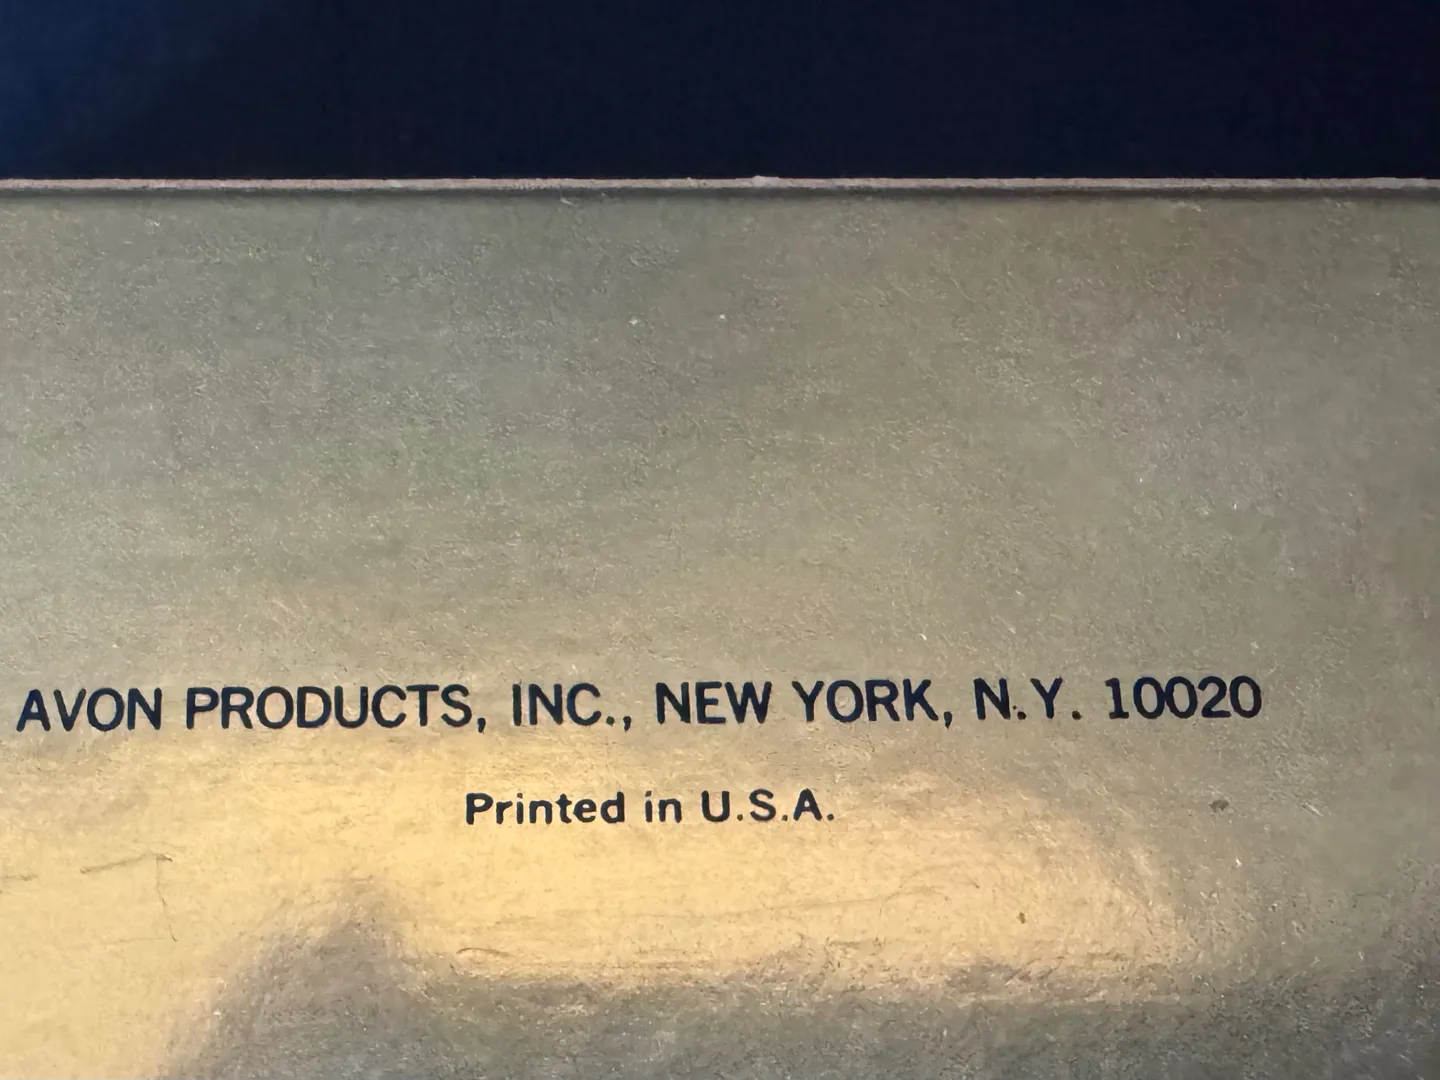 AVON PRODUCTS, INC., NEW YORK, N.Y. 10020
Printed in U.S.A.